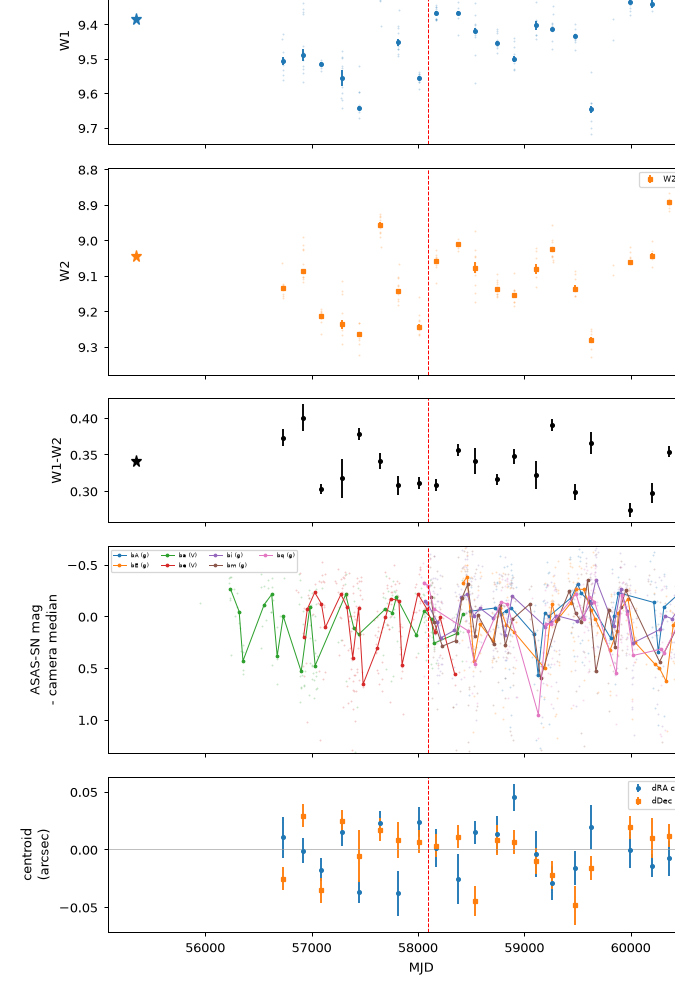 9.4
9.5
9.6
9.7
W1
8.8
8.9
9.0
9.1
9.2
9.3
W2
W2
0.40
0.35
0.30
W1-W2
−0.5
0.0
0.5
1.0
ASAS-SN mag
- camera median
bA (g) ba (V) bi (g) bq (g)
bE (g) be (V) bm (g)
0.05
0.00
−0.05
centroid
(arcsec)
dRA c
dDec
56000 57000 58000 59000 60000
MJD